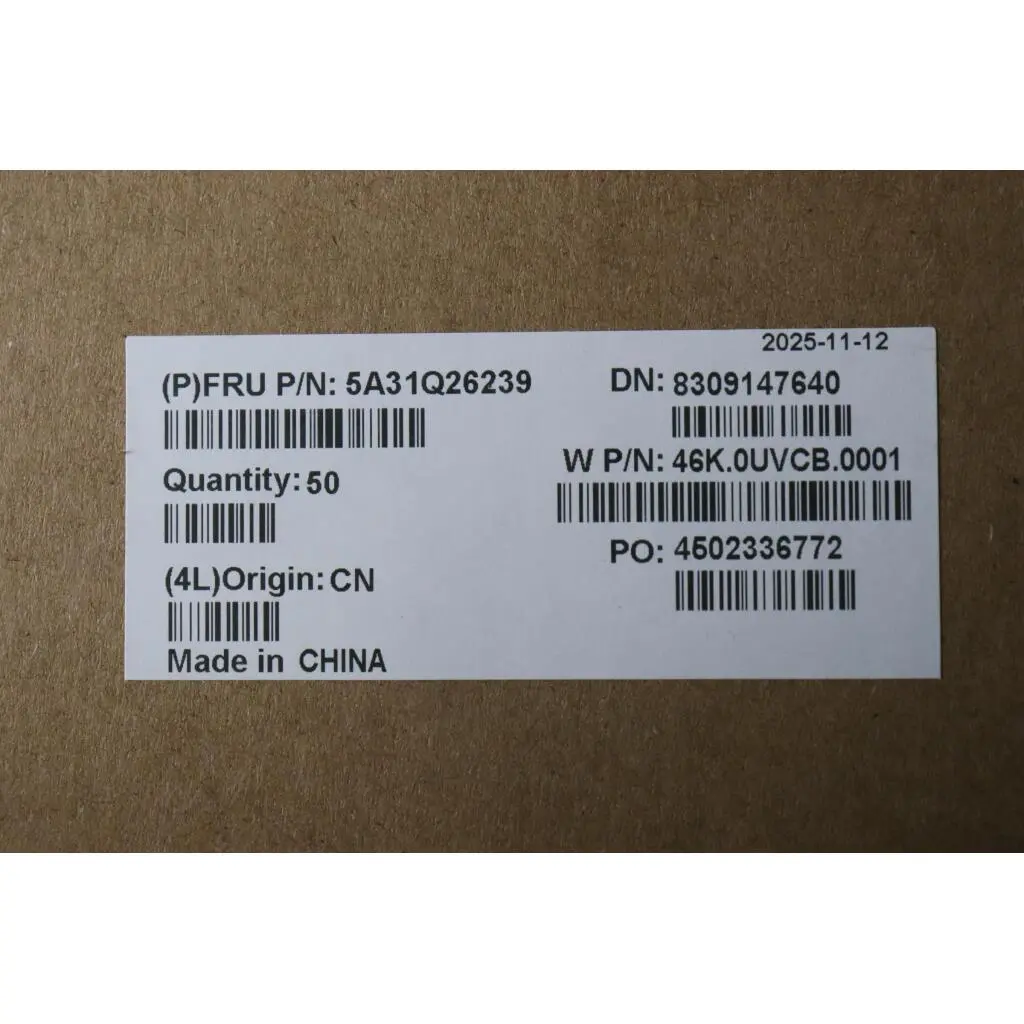 2025-11-12
(P)FRU P/N: 5A31Q26239
DN: 8309147640
Quantity: 50
W P/N: 46K.0UVCB.0001
PO: 4502336772
(4L)Origin: CN
Made in CHINA